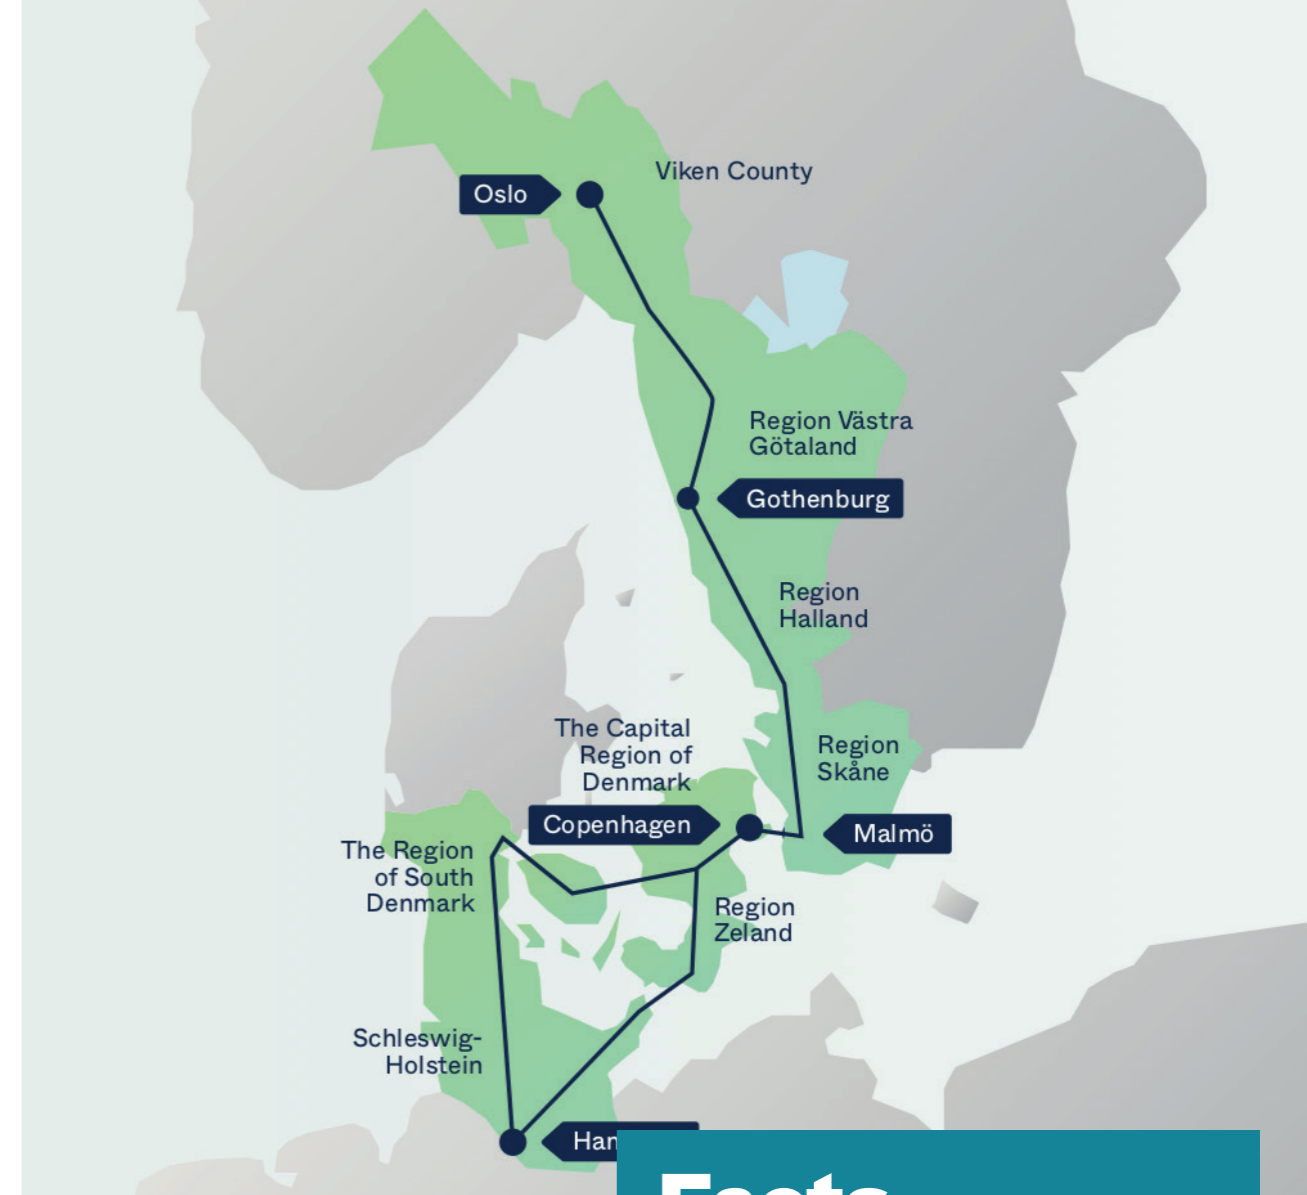 Viken County
Oslo
Region Västra
Götaland
Gothenburg
Region
Halland
The Capital
Region of
Denmark
Region
Skåne
Copenhagen
Malmö
The Region
of South
Denmark
Region
Zeland
Schleswig-
Holstein
Facts